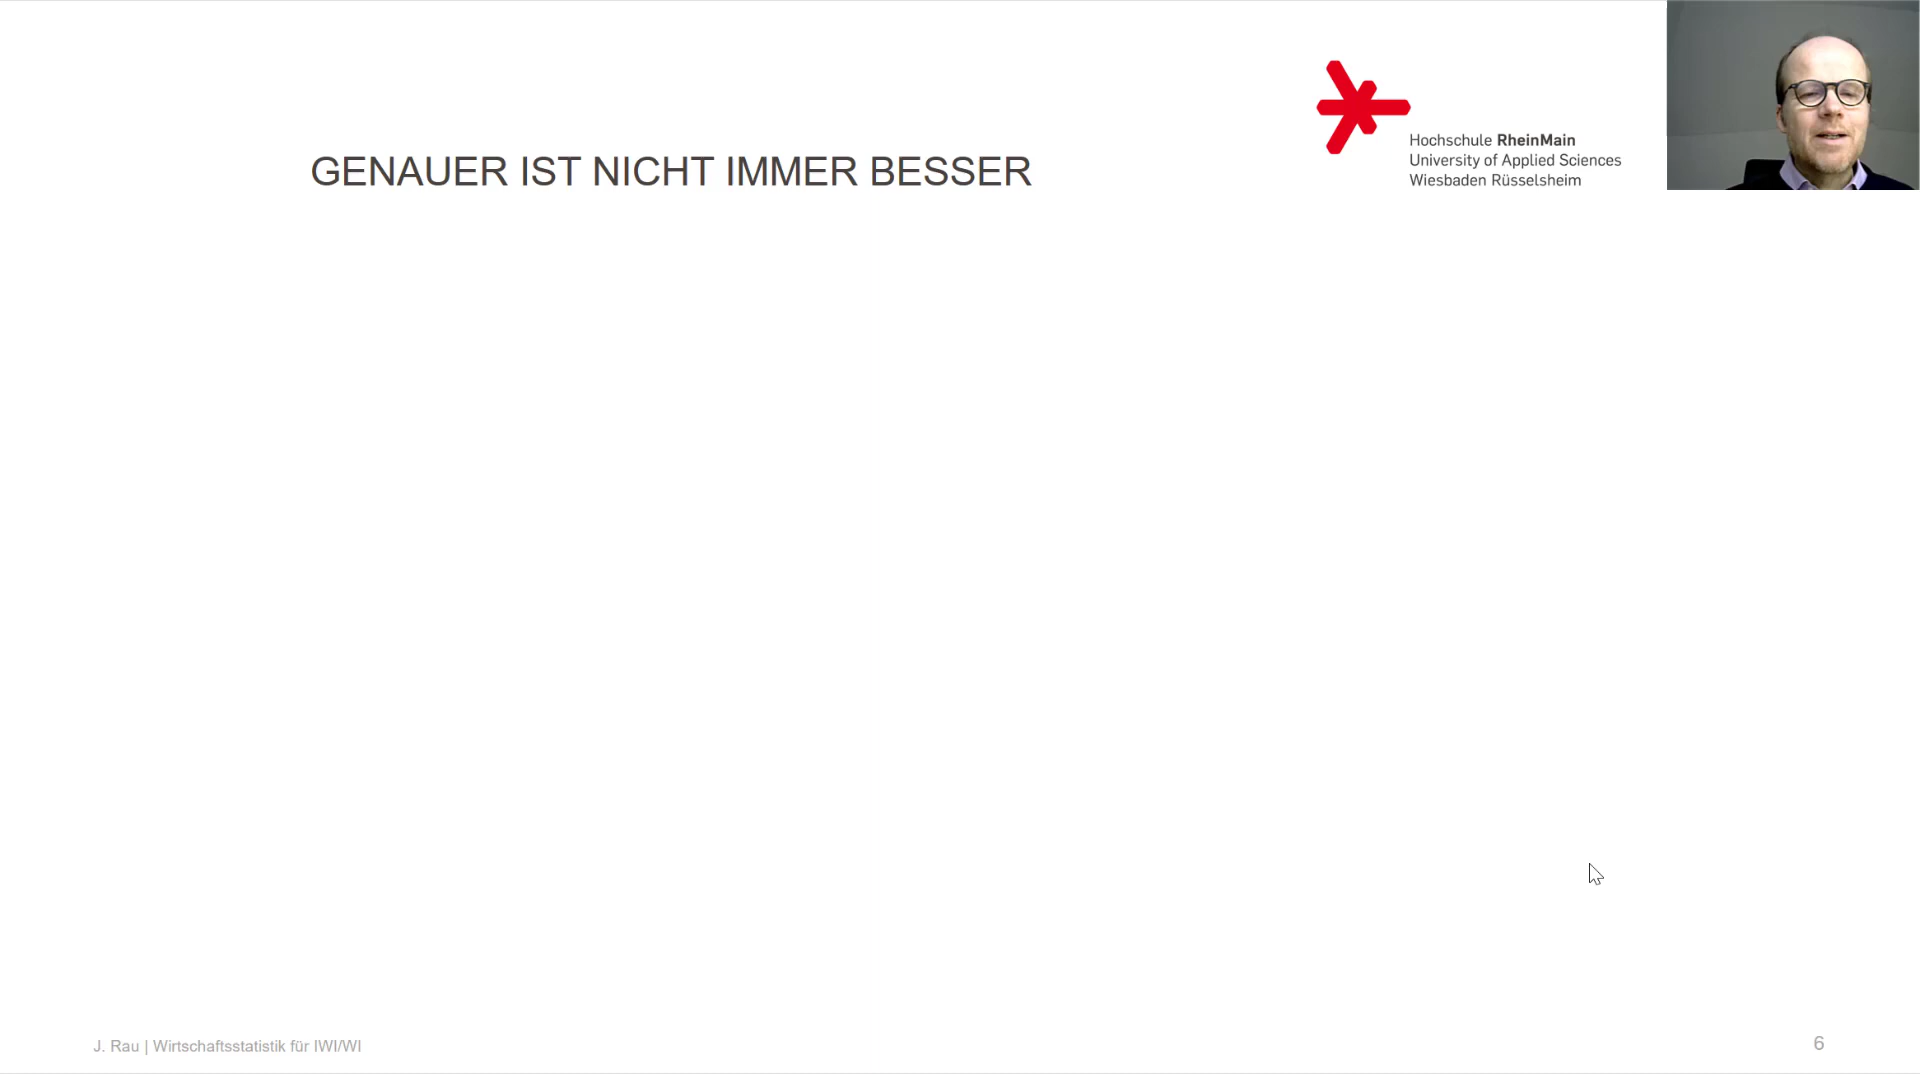 GENAUER IST NICHT IMMER BESSER
Hochschule RheinMain
University of Applied Sciences
Wiesbaden Rüsselsheim
J. Rau | Wirtschaftsstatistik für IWI/WI
6